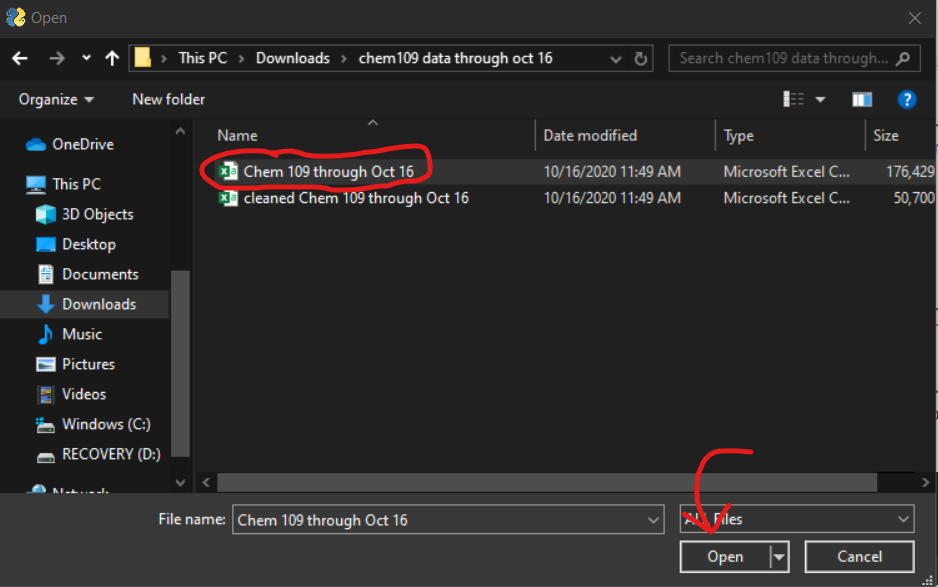 Open
This PC > Downloads > chem109 data through oct 16
Search chem109 data through...
Organize
New folder
?
Name
Date modified
Type
Size
OneDrive
This PC
3D Objects
Desktop
Documents
Downloads
Music
Pictures
Videos
Windows (C:)
RECOVERY (D:)
Network
Chem 109 through Oct 16 10/16/2020 11:49 AM Microsoft Excel C... 176,429
cleaned Chem 109 through Oct 16 10/16/2020 11:49 AM Microsoft Excel C... 50,700
File name:
Chem 109 through Oct 16
All Files
Open
Cancel